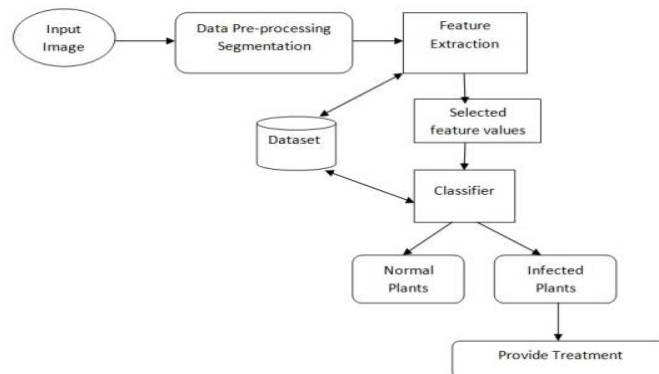 Input
Image
Data Pre-processing
Segmentation
Feature
Extraction
Selected
feature values
Dataset
Classifier
Normal
Plants
Infected
Plants
Provide Treatment